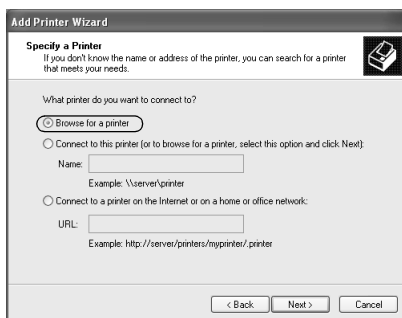 Add Printer Wizard
Specify a Printer
If you don't know the name or address of the printer, you can search for a printer
that meets your needs.
What printer do you want to connect to?
Browse for a printer
Connect to this printer (or to browse for a printer, select this option and click Next):
Name:
Example: \\server\printer
Connect to a printer on the Internet or on a home or office network:
URL:
Example: http://server/printers/myprinter/.printer
< Back Next > Cancel